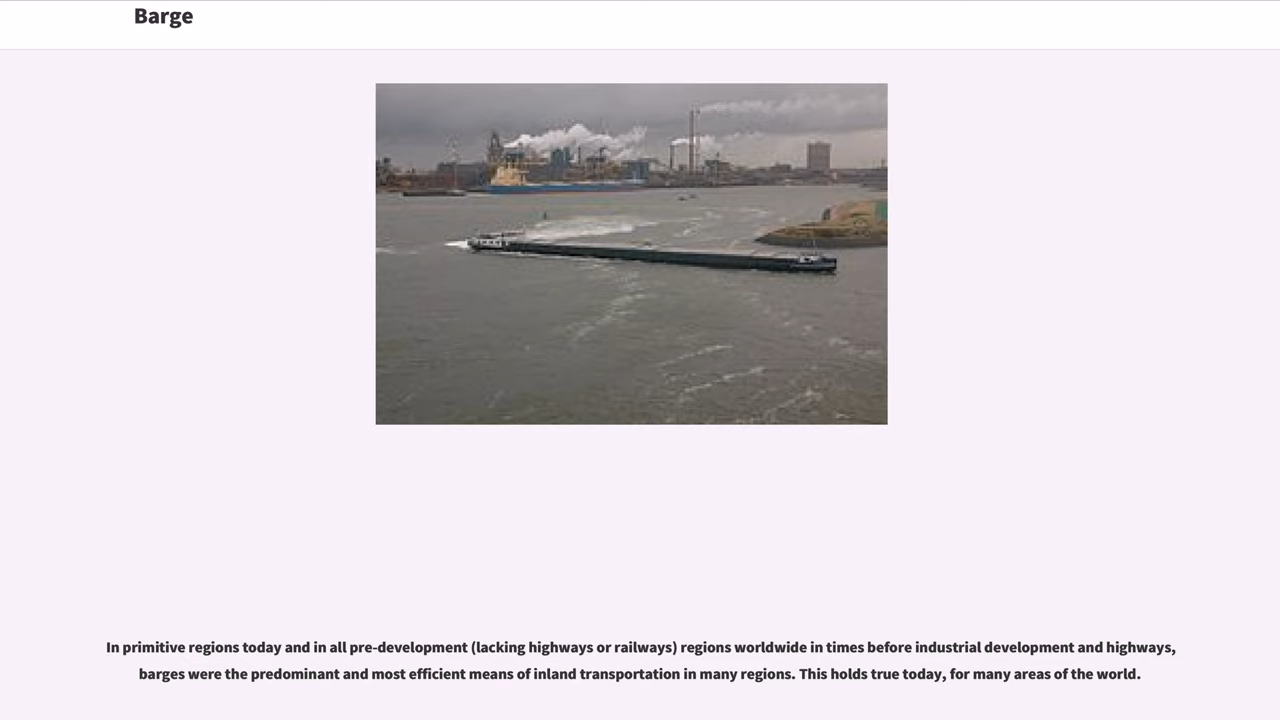 Barge
In primitive regions today and in all pre-development (lacking highways or railways) regions worldwide in times before industrial development and highways,
barges were the predominant and most efficient means of inland transportation in many regions. This holds true today, for many areas of the world.